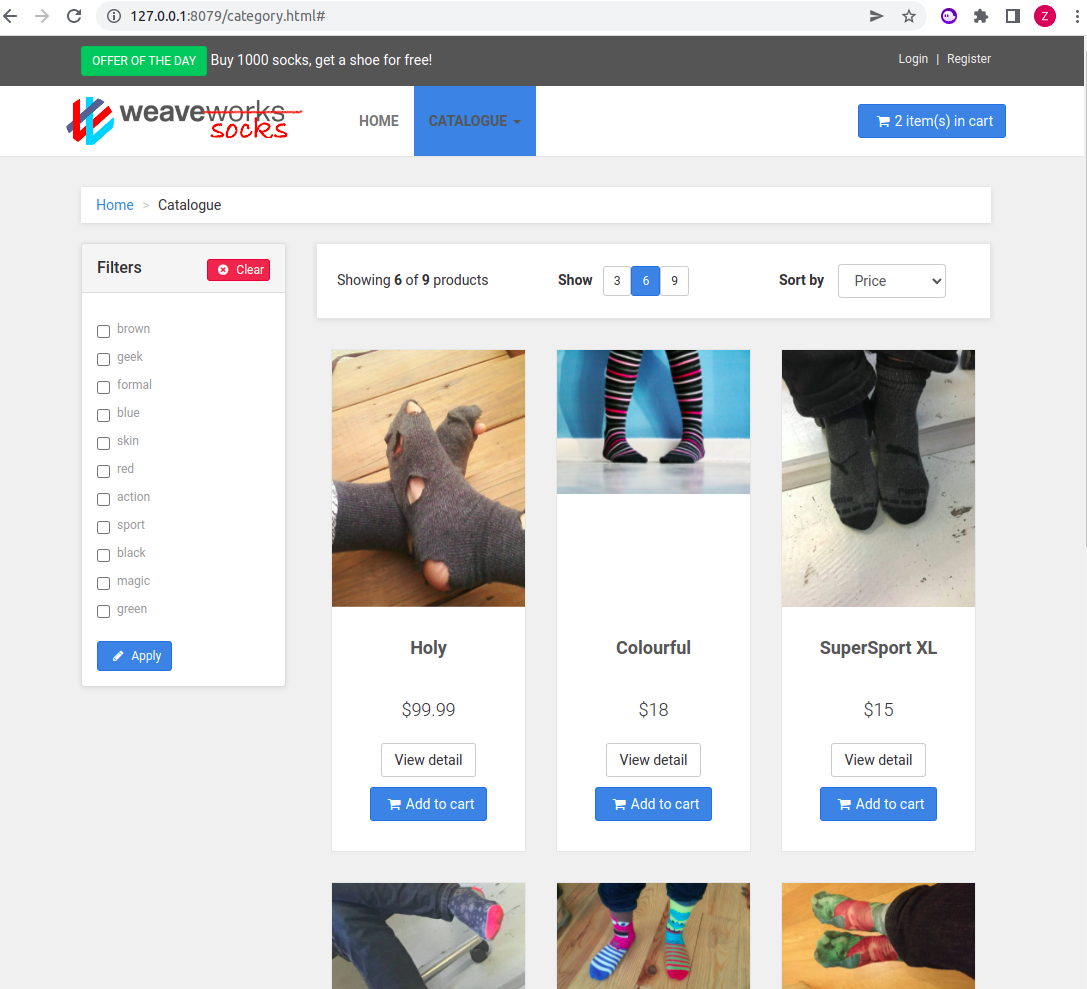 127.0.0.1:8079/category.html#
Z
OFFER OF THE DAY Buy 1000 socks, get a shoe for free!
Login | Register
weaveworks
socks
HOME
CATALOGUE
2 item(s) in cart
Home > Catalogue
Filters
Clear
brown
geek
formal
blue
skin
red
action
sport
black
magic
green
Apply
Showing 6 of 9 products
Show 3 6 9
Sort by Price
Holy
$99.99
View detail
Add to cart
Colourful
$18
View detail
Add to cart
SuperSport XL
$15
View detail
Add to cart